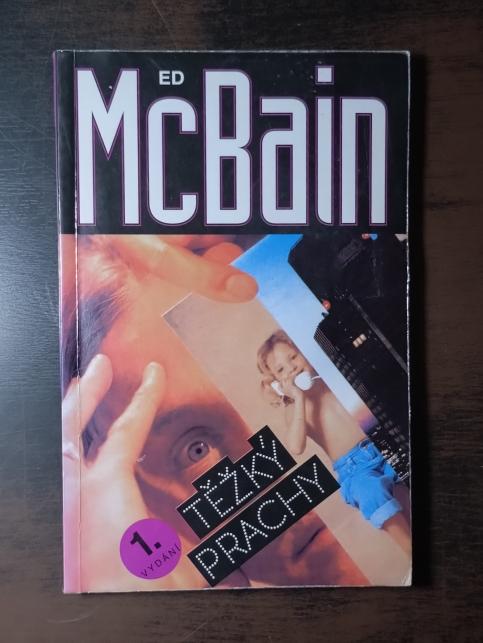 ED
McBain
TĚŽKÝ
PRACHY
1.
VYDÁNÍ